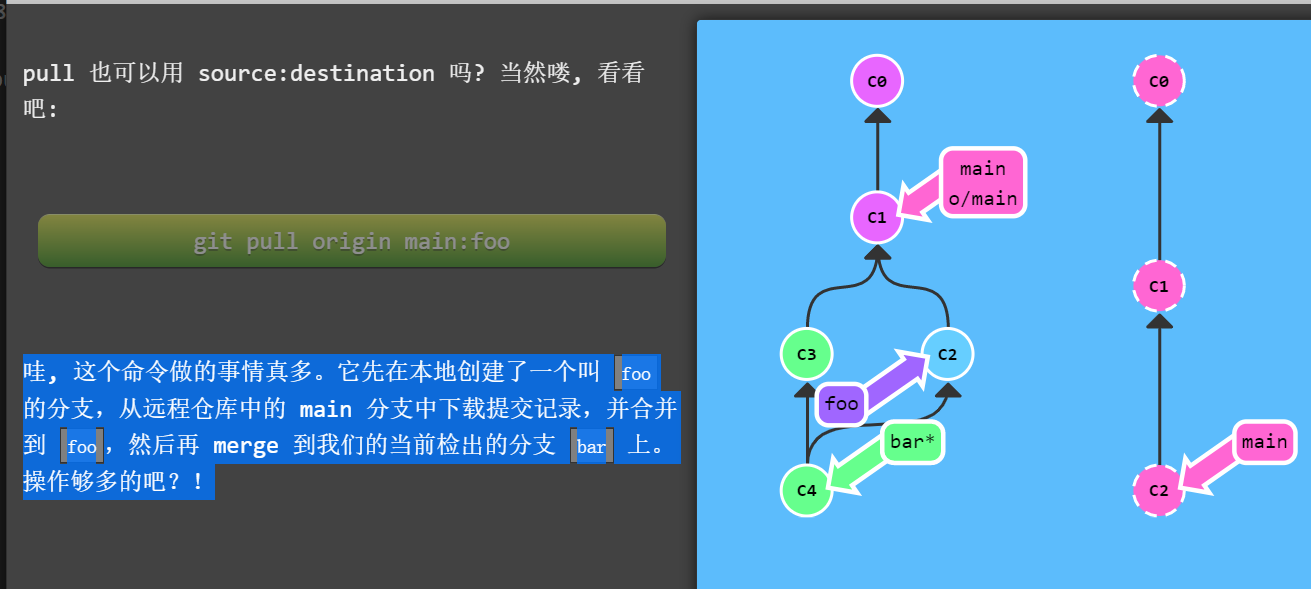 pull 也可以用 source:destination 吗? 当然喽, 看看
吧:
git pull origin main:foo
哇, 这个命令做的事情真多。它先在本地创建了一个叫 foo
的分支，从远程仓库中的 main 分支中下载提交记录，并合并
到 foo，然后再 merge 到我们的当前检出的分支 bar 上。
操作够多的吧？！
C0
main
o/main
C1
C3
C2
foo
bar*
C4
C0
C1
main
C2